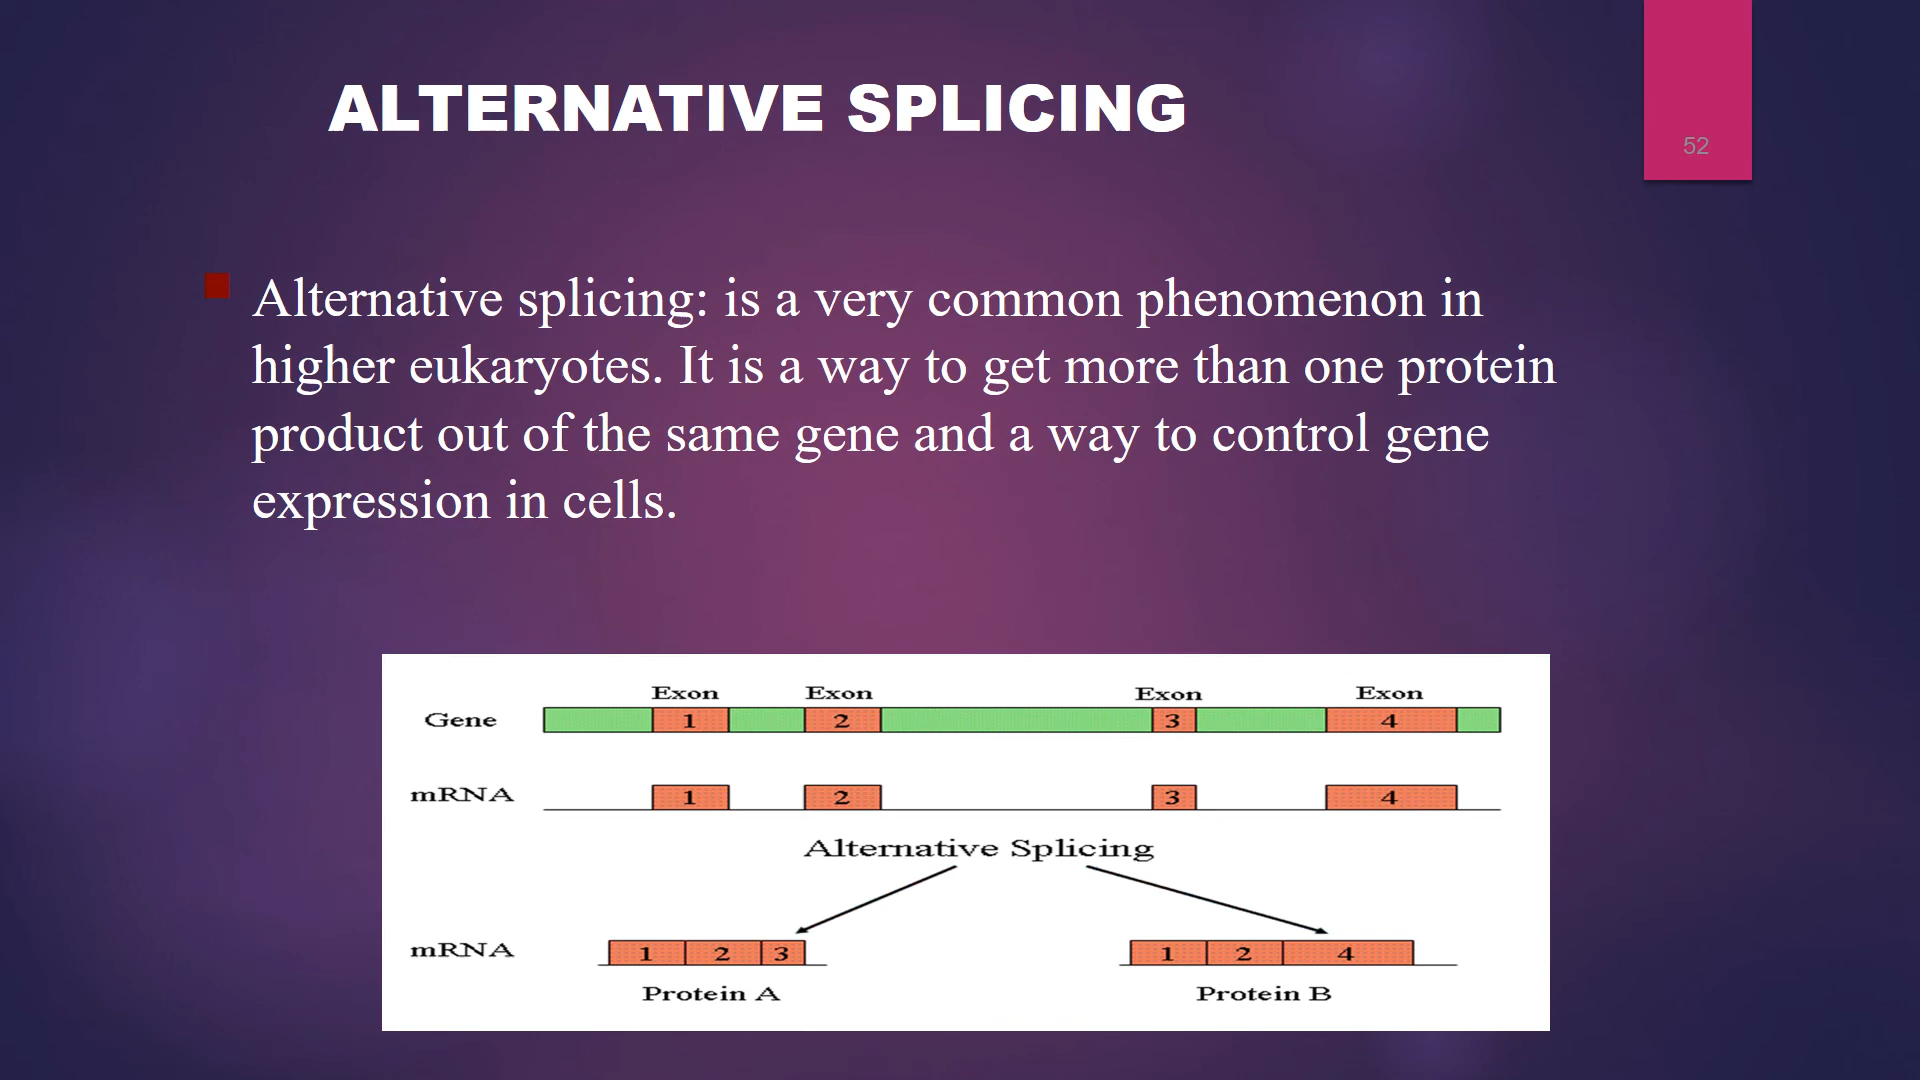 ALTERNATIVE SPLICING
52
Alternative splicing: is a very common phenomenon in
higher eukaryotes. It is a way to get more than one protein
product out of the same gene and a way to control gene
expression in cells.
Exon Exon Exon Exon
Gene 1 2 3 4
mRNA 1 2 3 4
Alternative Splicing
mRNA 1 2 3 1 2 4
Protein A Protein B